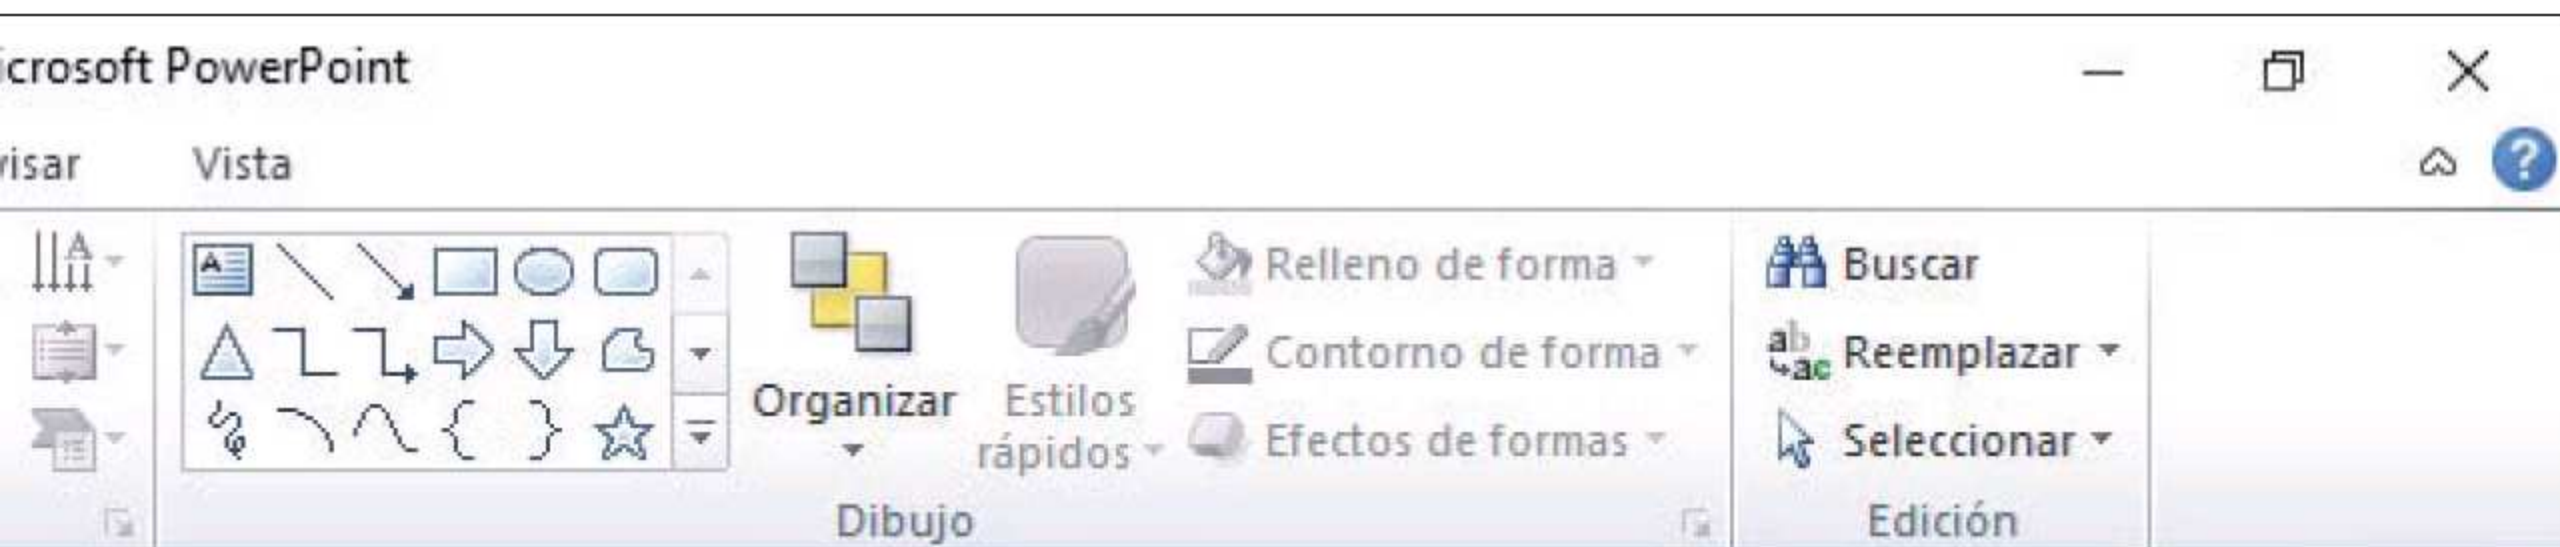 icrosoft PowerPoint
visar Vista
Relleno de forma
Buscar
Contorno de forma
Reemplazar
Organizar
Estilos
rápidos
Efectos de formas
Seleccionar
Dibujo
Edición